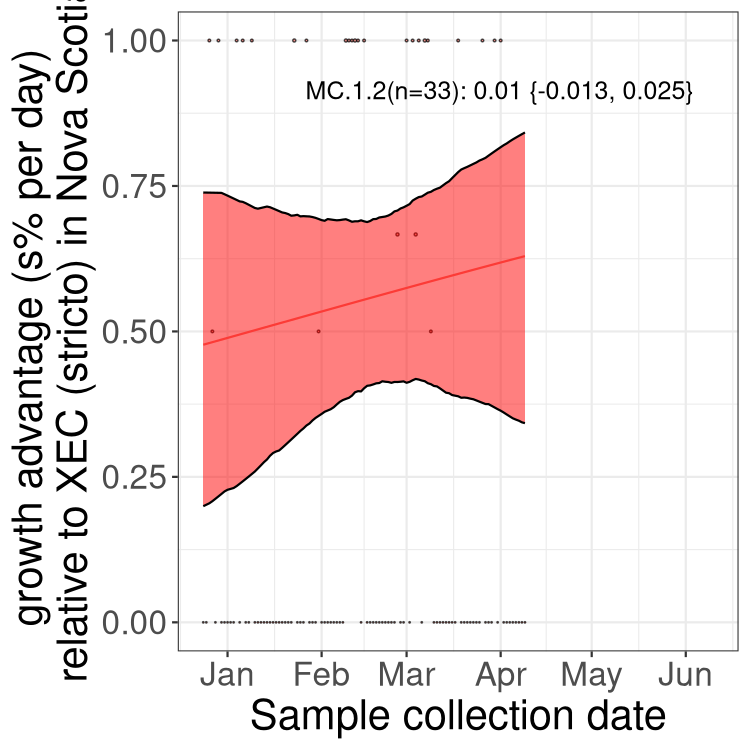 growth advantage (s% per day)
relative to XEC (stricto) in Nova Scotia
1.00
0.75
0.50
0.25
0.00
MC.1.2(n=33): 0.01 {-0.013, 0.025}
Jan Feb Mar Apr May Jun
Sample collection date